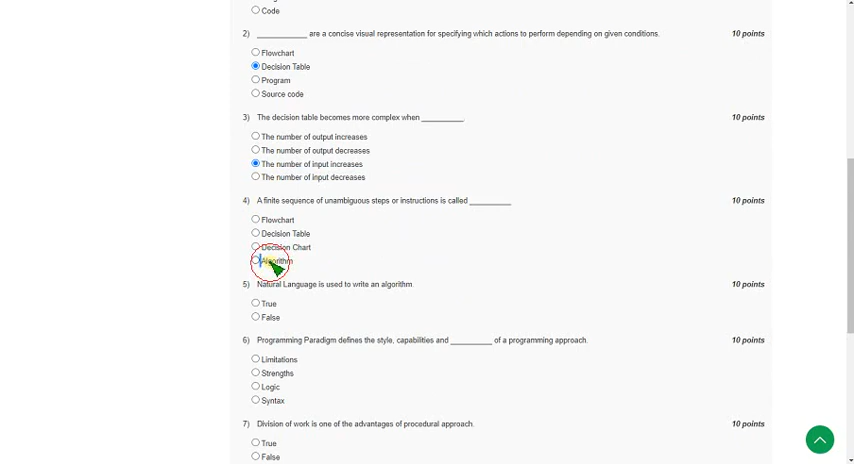 Code
2) ____________ are a concise visual representation for specifying which actions to perform depending on given conditions. 10 points
Flowchart
Decision Table
Program
Source code
3) The decision table becomes more complex when __________. 10 points
The number of output increases
The number of output decreases
The number of input increases
The number of input decreases
4) A finite sequence of unambiguous steps or instructions is called __________ 10 points
Flowchart
Decision Table
Decision Chart
Algorithm
5) Natural Language is used to write an algorithm. 10 points
True
False
6) Programming Paradigm defines the style, capabilities and __________ of a programming approach. 10 points
Limitations
Strengths
Logic
Syntax
7) Division of work is one of the advantages of procedural approach. 10 points
True
False